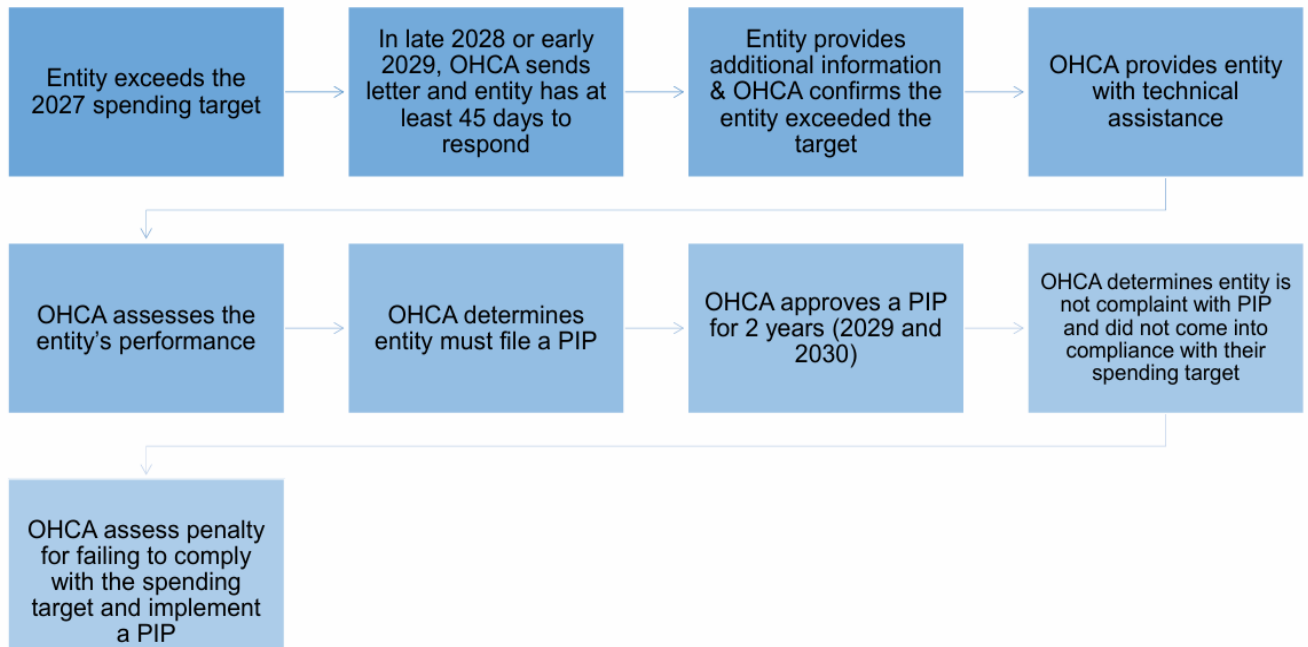 Entity exceeds the
2027 spending target
In late 2028 or early
2029, OHCA sends
letter and entity has at
least 45 days to
respond
Entity provides
additional information
& OHCA confirms the
entity exceeded the
target
OHCA provides entity
with technical
assistance
OHCA assesses the
entity’s performance
OHCA determines
entity must file a PIP
OHCA approves a PIP
for 2 years (2029 and
2030)
OHCA determines entity is
not complaint with PIP
and did not come into
compliance with their
spending target
OHCA assess penalty
for failing to comply
with the spending
target and implement
a PIP